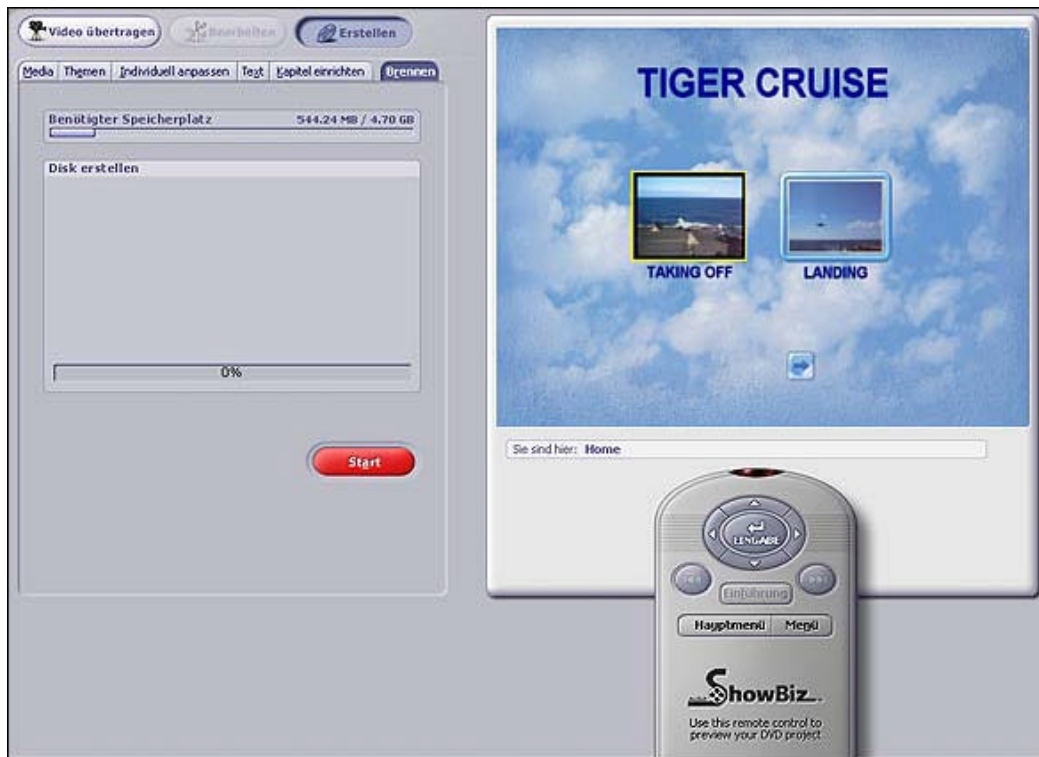 Video übertragen Bearbeiten Erstellen
Media Themen Individuell anpassen Text Kapitel einrichten Brennen
Benötigter Speicherplatz 544.24 MB / 4.70 GB
Disk erstellen
0%
Start
TIGER CRUISE
TAKING OFF LANDING
Sie sind hier: Home
EINGABE
Einführung
Hauptmenü Menü
ShowBiz
Use this remote control to
preview your DVD project